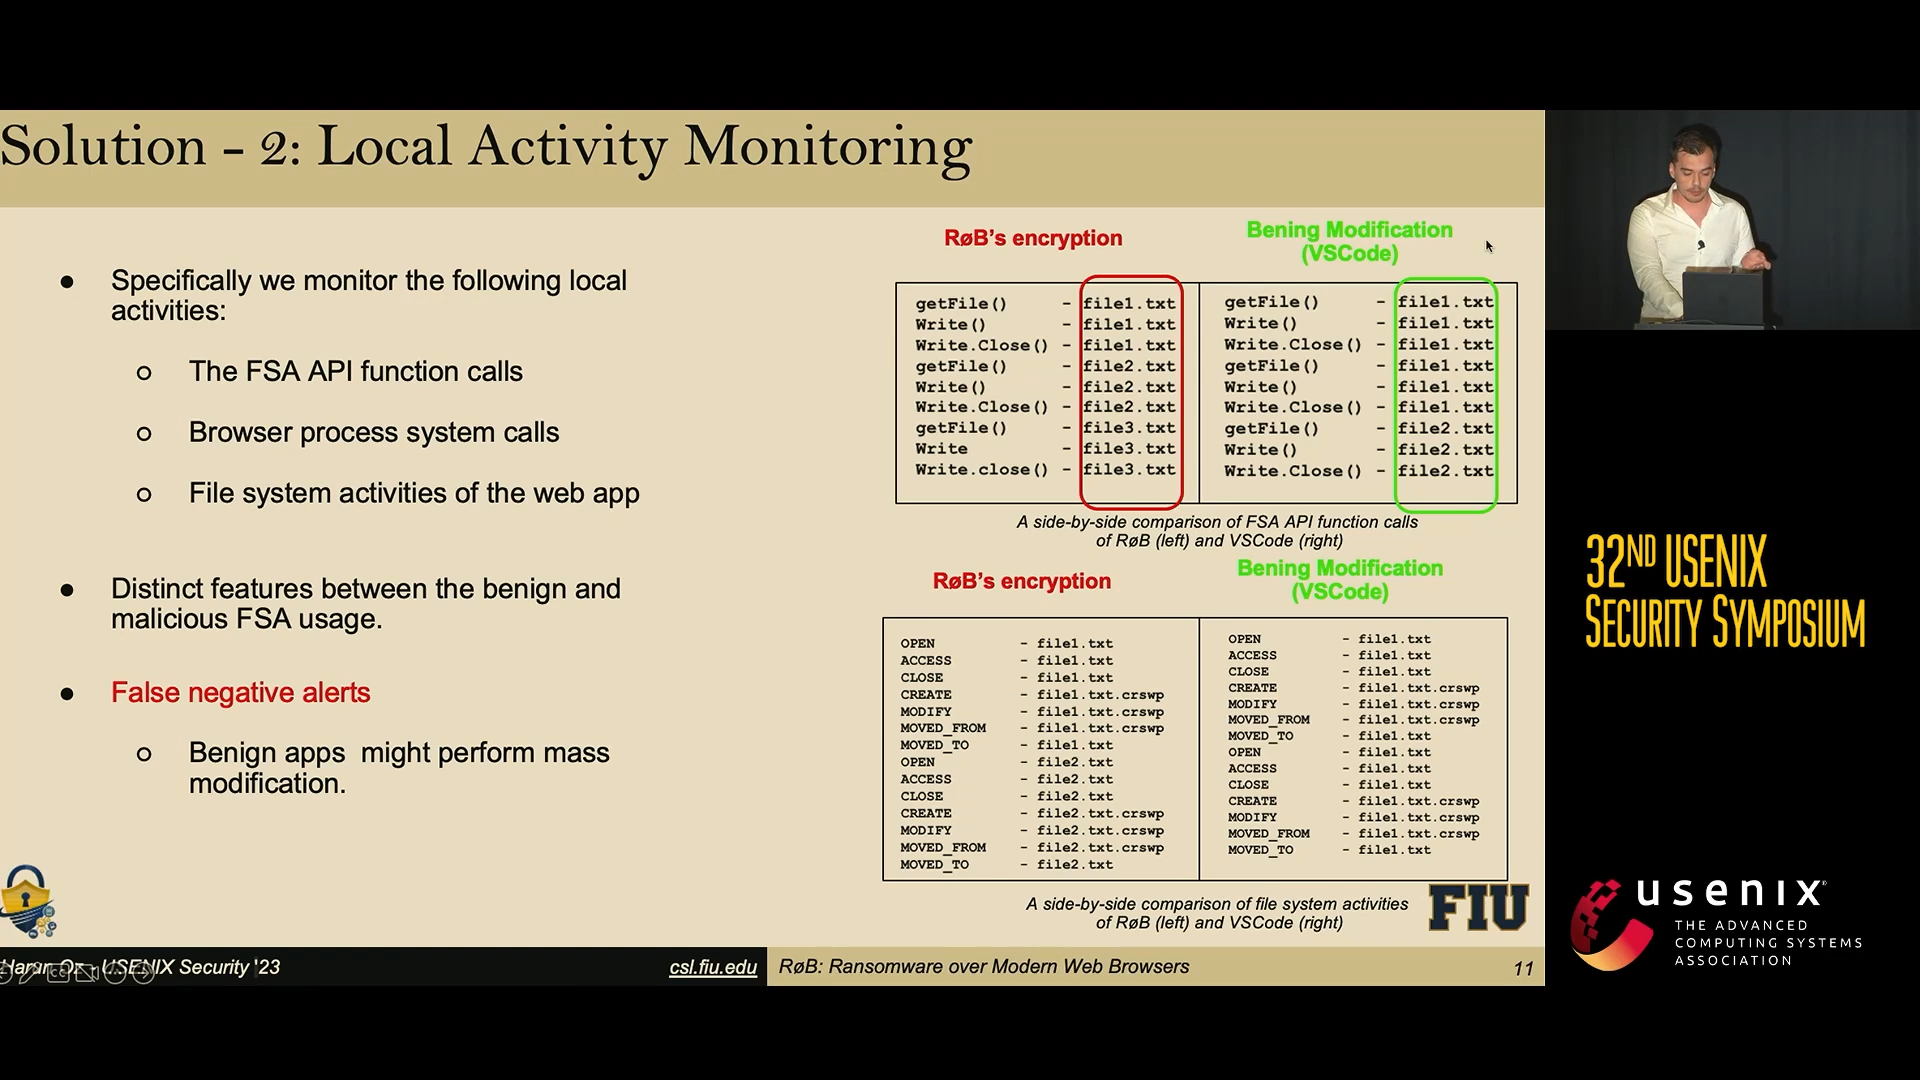 Solution - 2: Local Activity Monitoring
● Specifically we monitor the following local
activities:
○ The FSA API function calls
○ Browser process system calls
○ File system activities of the web app
● Distinct features between the benign and
malicious FSA usage.
● False negative alerts
○ Benign apps might perform mass
modification.
RøB's encryption
Bening Modification
(VSCode)
getFile() - file1.txt
Write() - file1.txt
Write.Close() - file1.txt
getFile() - file2.txt
Write() - file2.txt
Write.Close() - file2.txt
getFile() - file3.txt
Write - file3.txt
Write.close() - file3.txt
getFile() - file1.txt
Write() - file1.txt
Write.Close() - file1.txt
getFile() - file1.txt
Write() - file1.txt
Write.Close() - file1.txt
getFile() - file2.txt
Write() - file2.txt
Write.Close() - file2.txt
A side-by-side comparison of FSA API function calls
of RøB (left) and VSCode (right)
RøB's encryption
Bening Modification
(VSCode)
OPEN - file1.txt
ACCESS - file1.txt
CLOSE - file1.txt
CREATE - file1.txt.crswp
MODIFY - file1.txt.crswp
MOVED_FROM - file1.txt.crswp
MOVED_TO - file1.txt
OPEN - file2.txt
ACCESS - file2.txt
CLOSE - file2.txt
CREATE - file2.txt.crswp
MODIFY - file2.txt.crswp
MOVED_FROM - file2.txt.crswp
MOVED_TO - file2.txt
OPEN - file1.txt
ACCESS - file1.txt
CLOSE - file1.txt
CREATE - file1.txt.crswp
MODIFY - file1.txt.crswp
MOVED_FROM - file1.txt.crswp
MOVED_TO - file1.txt
OPEN - file1.txt
ACCESS - file1.txt
CLOSE - file1.txt
CREATE - file1.txt.crswp
MODIFY - file1.txt.crswp
MOVED_FROM - file1.txt.crswp
MOVED_TO - file1.txt
A side-by-side comparison of file system activities
of RøB (left) and VSCode (right)
FIU
Harun Oz - USENIX Security '23
csl.fiu.edu
RøB: Ransomware over Modern Web Browsers
11
32ND USENIX
SECURITY SYMPOSIUM
usenix
THE ADVANCED
COMPUTING SYSTEMS
ASSOCIATION